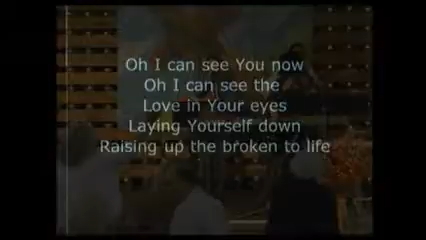 Oh I can see You now
Oh I can see the
Love in Your eyes
Laying Yourself down
Raising up the broken to life